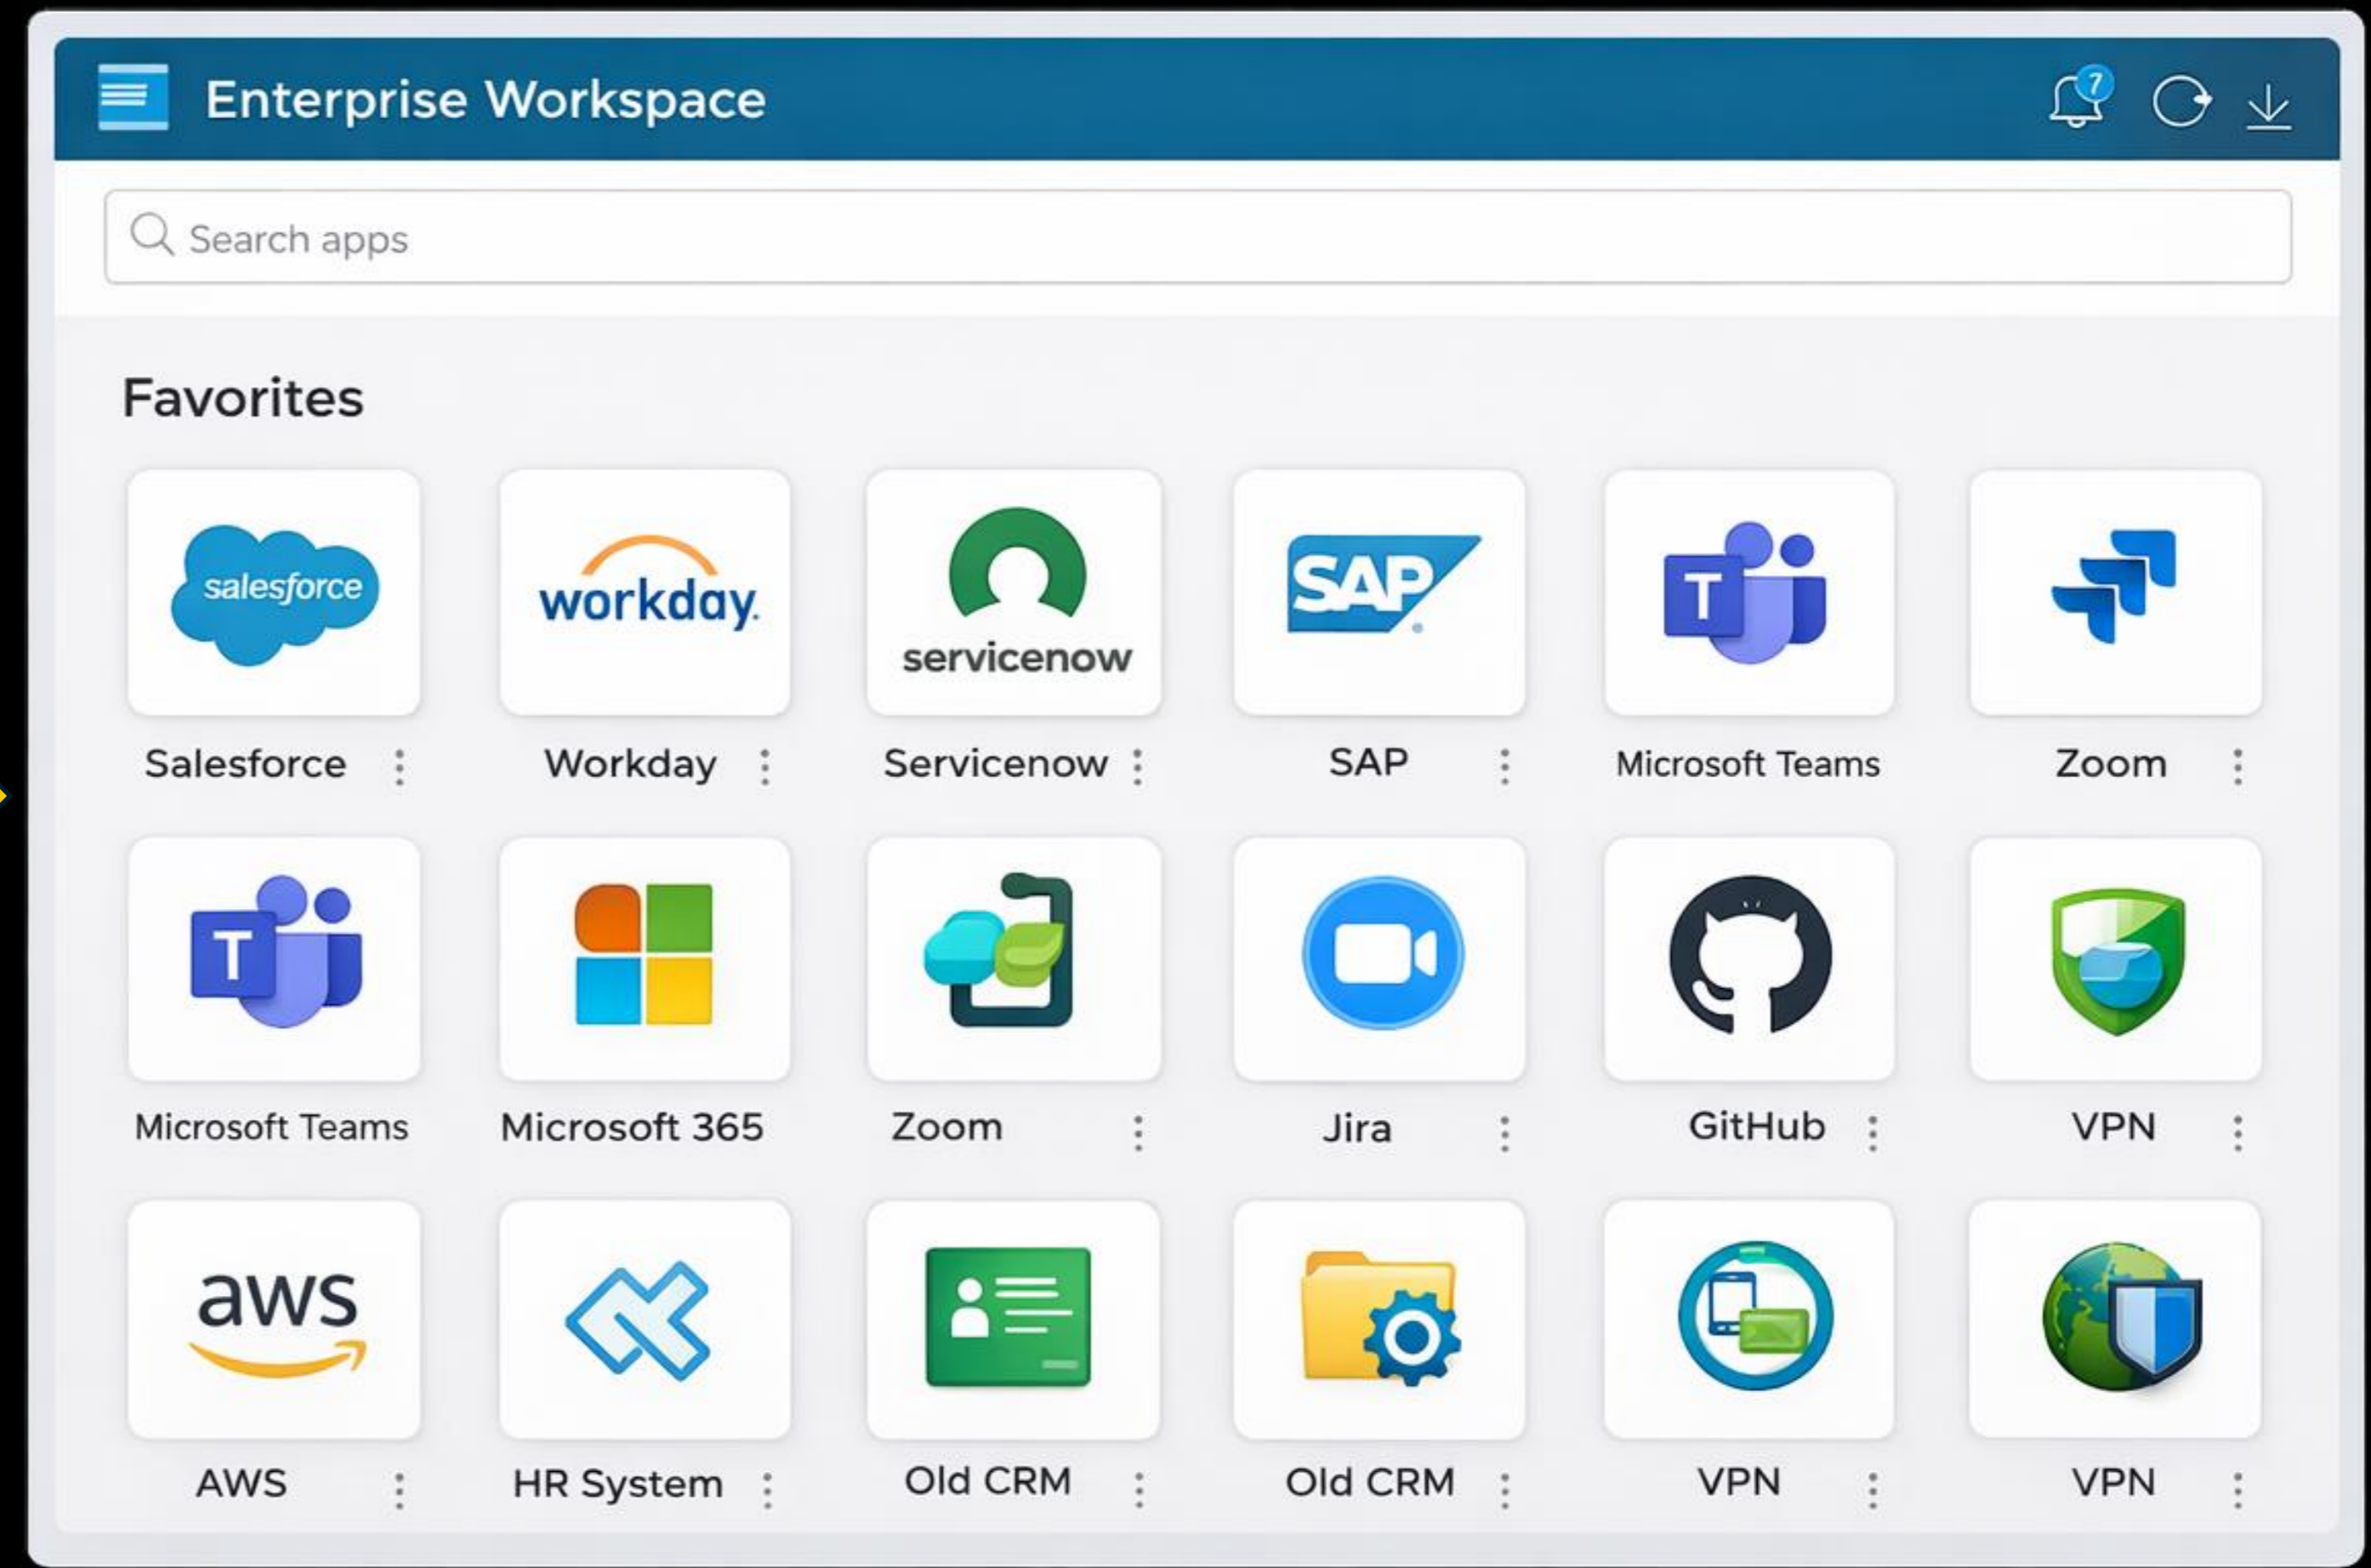 Enterprise Workspace
7
Search apps
Favorites
salesforce
workday.
servicenow
SAP
T
Salesforce
Workday
Servicenow
SAP
Microsoft Teams
Zoom
T
Microsoft Teams
Microsoft 365
Zoom
Jira
GitHub
VPN
aws
AWS
HR System
Old CRM
Old CRM
VPN
VPN